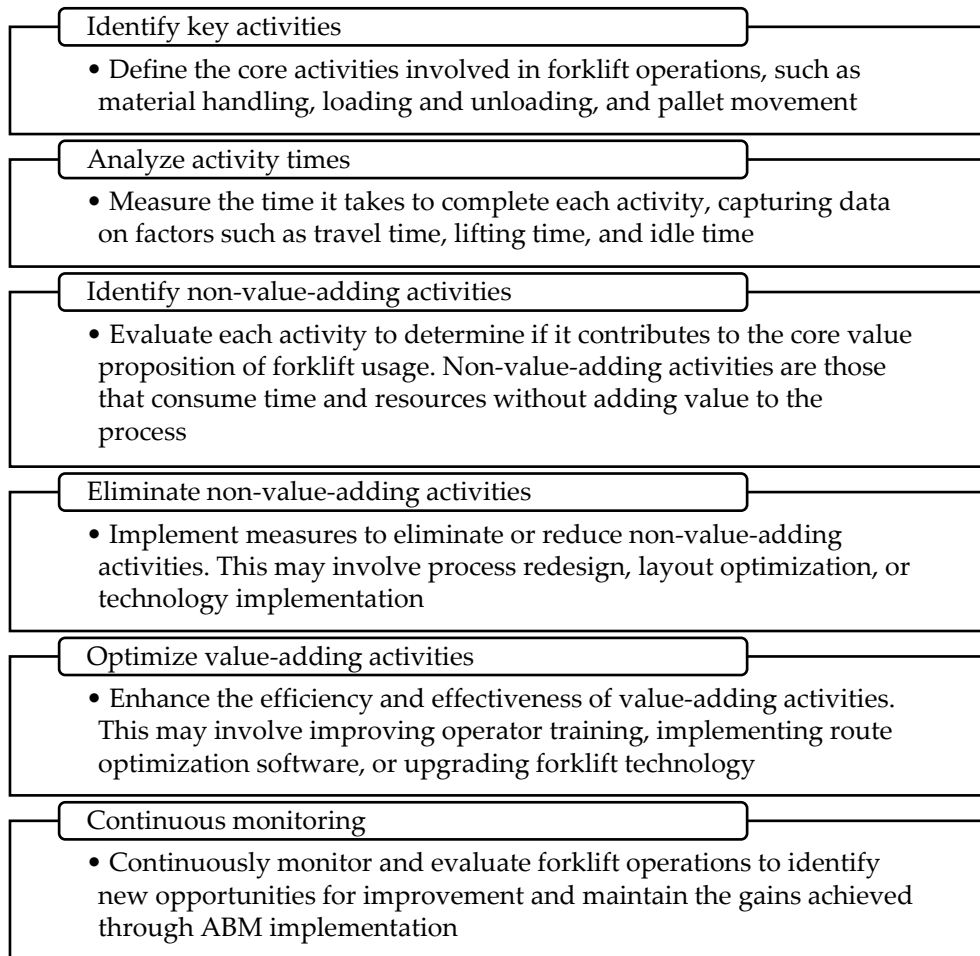 Identify key activities
• Define the core activities involved in forklift operations, such as
material handling, loading and unloading, and pallet movement
Analyze activity times
• Measure the time it takes to complete each activity, capturing data
on factors such as travel time, lifting time, and idle time
Identify non-value-adding activities
• Evaluate each activity to determine if it contributes to the core value
proposition of forklift usage. Non-value-adding activities are those
that consume time and resources without adding value to the
process
Eliminate non-value-adding activities
• Implement measures to eliminate or reduce non-value-adding
activities. This may involve process redesign, layout optimization, or
technology implementation
Optimize value-adding activities
• Enhance the efficiency and effectiveness of value-adding activities.
This may involve improving operator training, implementing route
optimization software, or upgrading forklift technology
Continuous monitoring
• Continuously monitor and evaluate forklift operations to identify
new opportunities for improvement and maintain the gains achieved
through ABM implementation